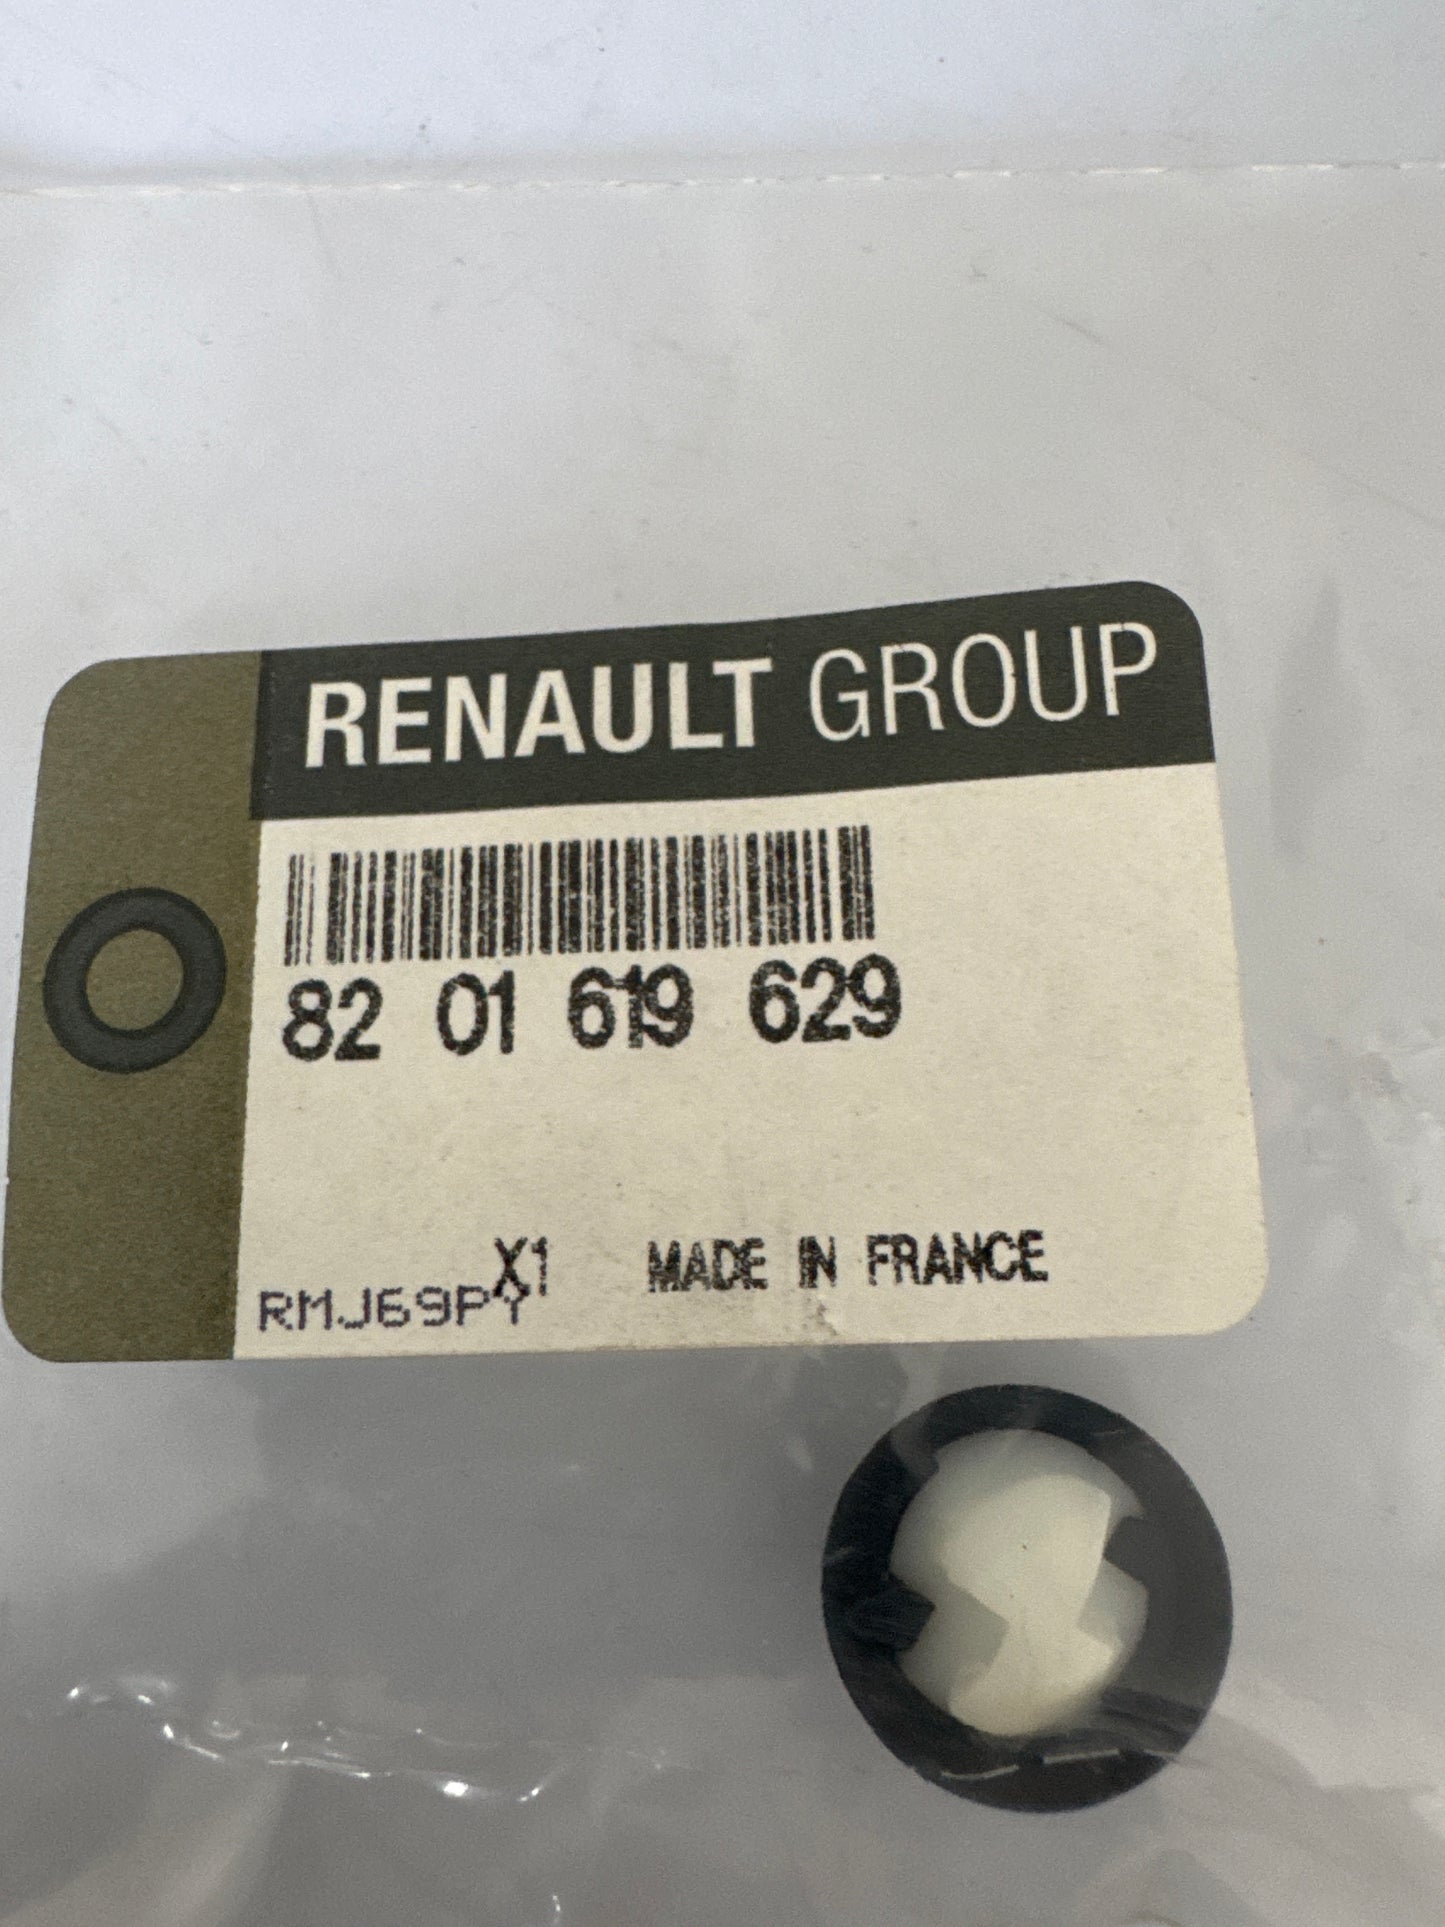 RENAULT GROUP
82 01 619 629
X1 MADE IN FRANCE
RMJ69PY